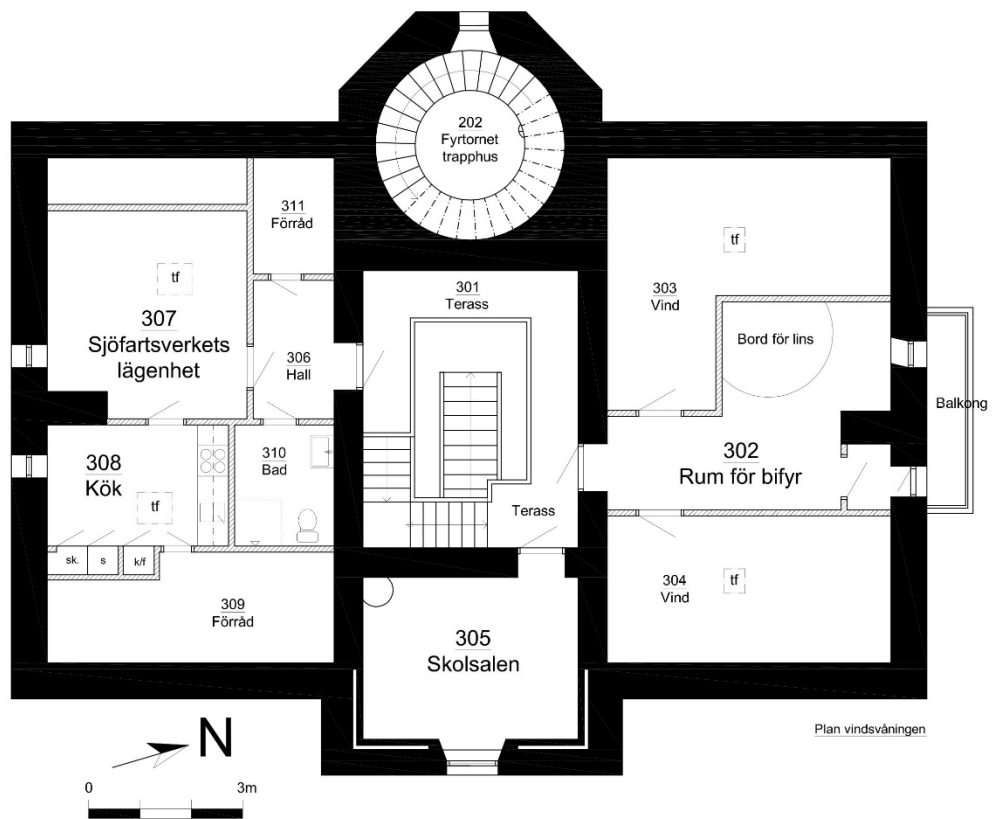 202
Fyrtornet
trapphus
311
Förråd
tf
tf
301
Terass
303
Vind
307
Sjöfartsverkets
lägenhet
306
Hall
Bord för lins
Balkong
308
Kök
310
Bad
302
Rum för bifyr
tf
Terass
sk.
s
k/f
304
Vind
tf
309
Förråd
305
Skolsalen
N
Plan vindsvåningen
0
3m